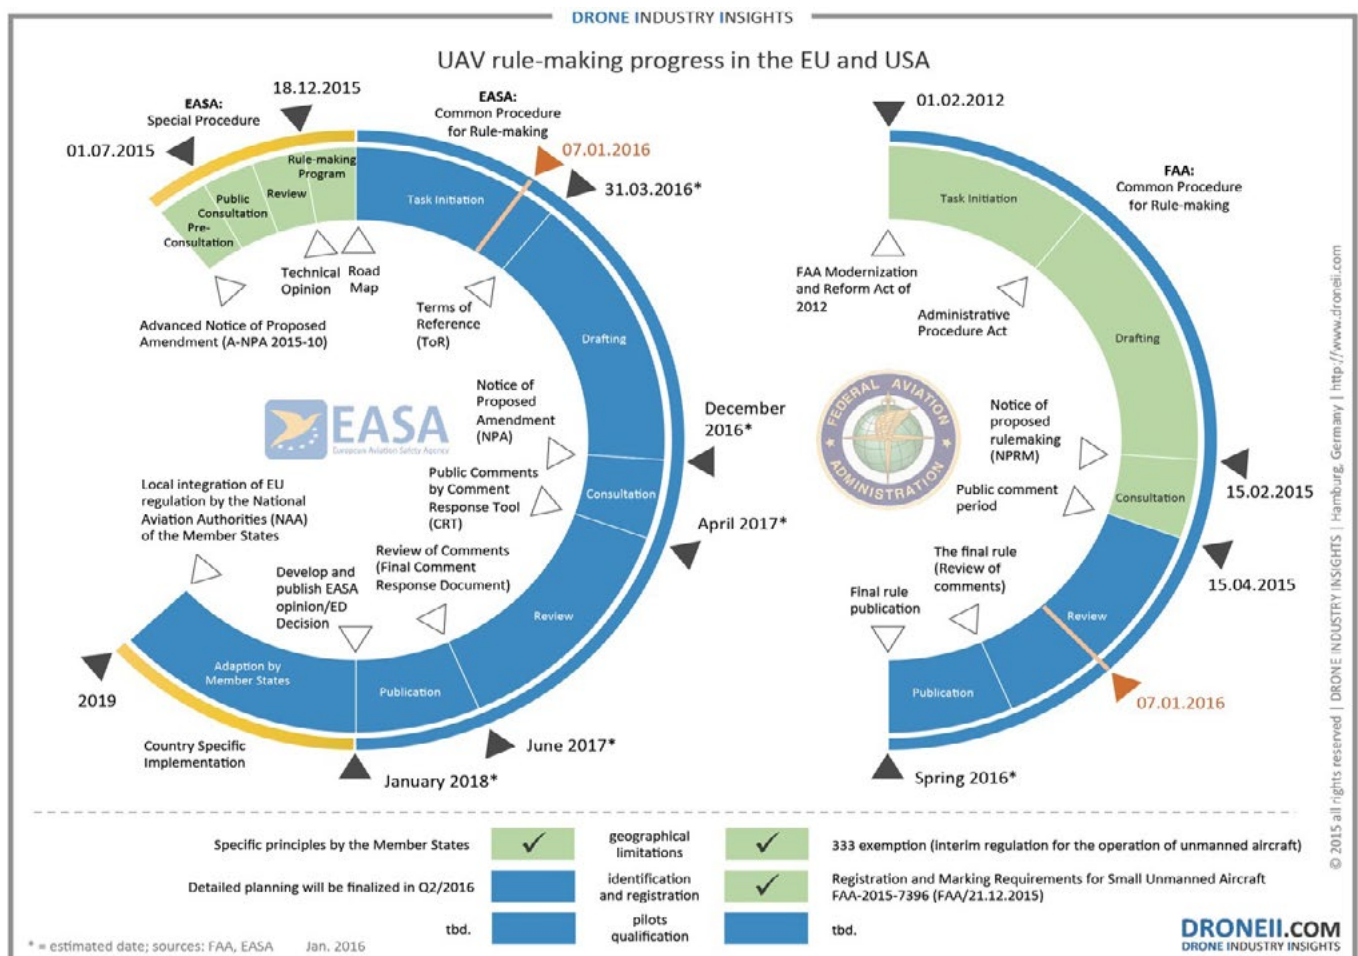 DRONE INDUSTRY INSIGHTS
UAV rule-making progress in the EU and USA
EASA:
Special Procedure
18.12.2015
01.07.2015
EASA:
Common Procedure
for Rule-making
07.01.2016
31.03.2016*
Pre-
Consultation
Public
Consultation
Review
Rule-making
Program
Task Initiation
Technical
Opinion
Road
Map
Advanced Notice of Proposed
Amendment (A-NPA 2015-10)
Terms of
Reference
(ToR)
Drafting
Notice of
Proposed
Amendment
(NPA)
December
2016*
EASA
European Aviation Safety Agency
Public Comments
by Comment
Response Tool
(CRT)
Consultation
April 2017*
Local integration of EU
regulation by the National
Aviation Authorities (NAA)
of the Member States
Review of Comments
(Final Comment
Response Document)
Develop and
publish EASA
opinion/ED
Decision
Review
Adaption by
Member States
Publication
2019
Country Specific
Implementation
June 2017*
January 2018*
01.02.2012
FAA:
Common Procedure
for Rule-making
Task Initiation
FAA Modernization
and Reform Act of
2012
Administrative
Procedure Act
Drafting
FEDERAL AVIATION
ADMINISTRATION
Notice of
proposed
rulemaking
(NPRM)
Public comment
period
Consultation
15.02.2015
15.04.2015
The final rule
(Review of
comments)
Final rule
publication
Review
Publication
07.01.2016
Spring 2016*
Specific principles by the Member States
geographical
limitations
333 exemption (interim regulation for the operation of unmanned aircraft)
Detailed planning will be finalized in Q2/2016
identification
and registration
Registration and Marking Requirements for Small Unmanned Aircraft
FAA-2015-7396 (FAA/21.12.2015)
tbd.
pilots
qualification
tbd.
* = estimated date; sources: FAA, EASA Jan. 2016
DRONEII.COM
DRONE INDUSTRY INSIGHTS
© 2015 all rights reserved | DRONE INDUSTRY INSIGHTS | Hamburg, Germany | http://www.droneii.com